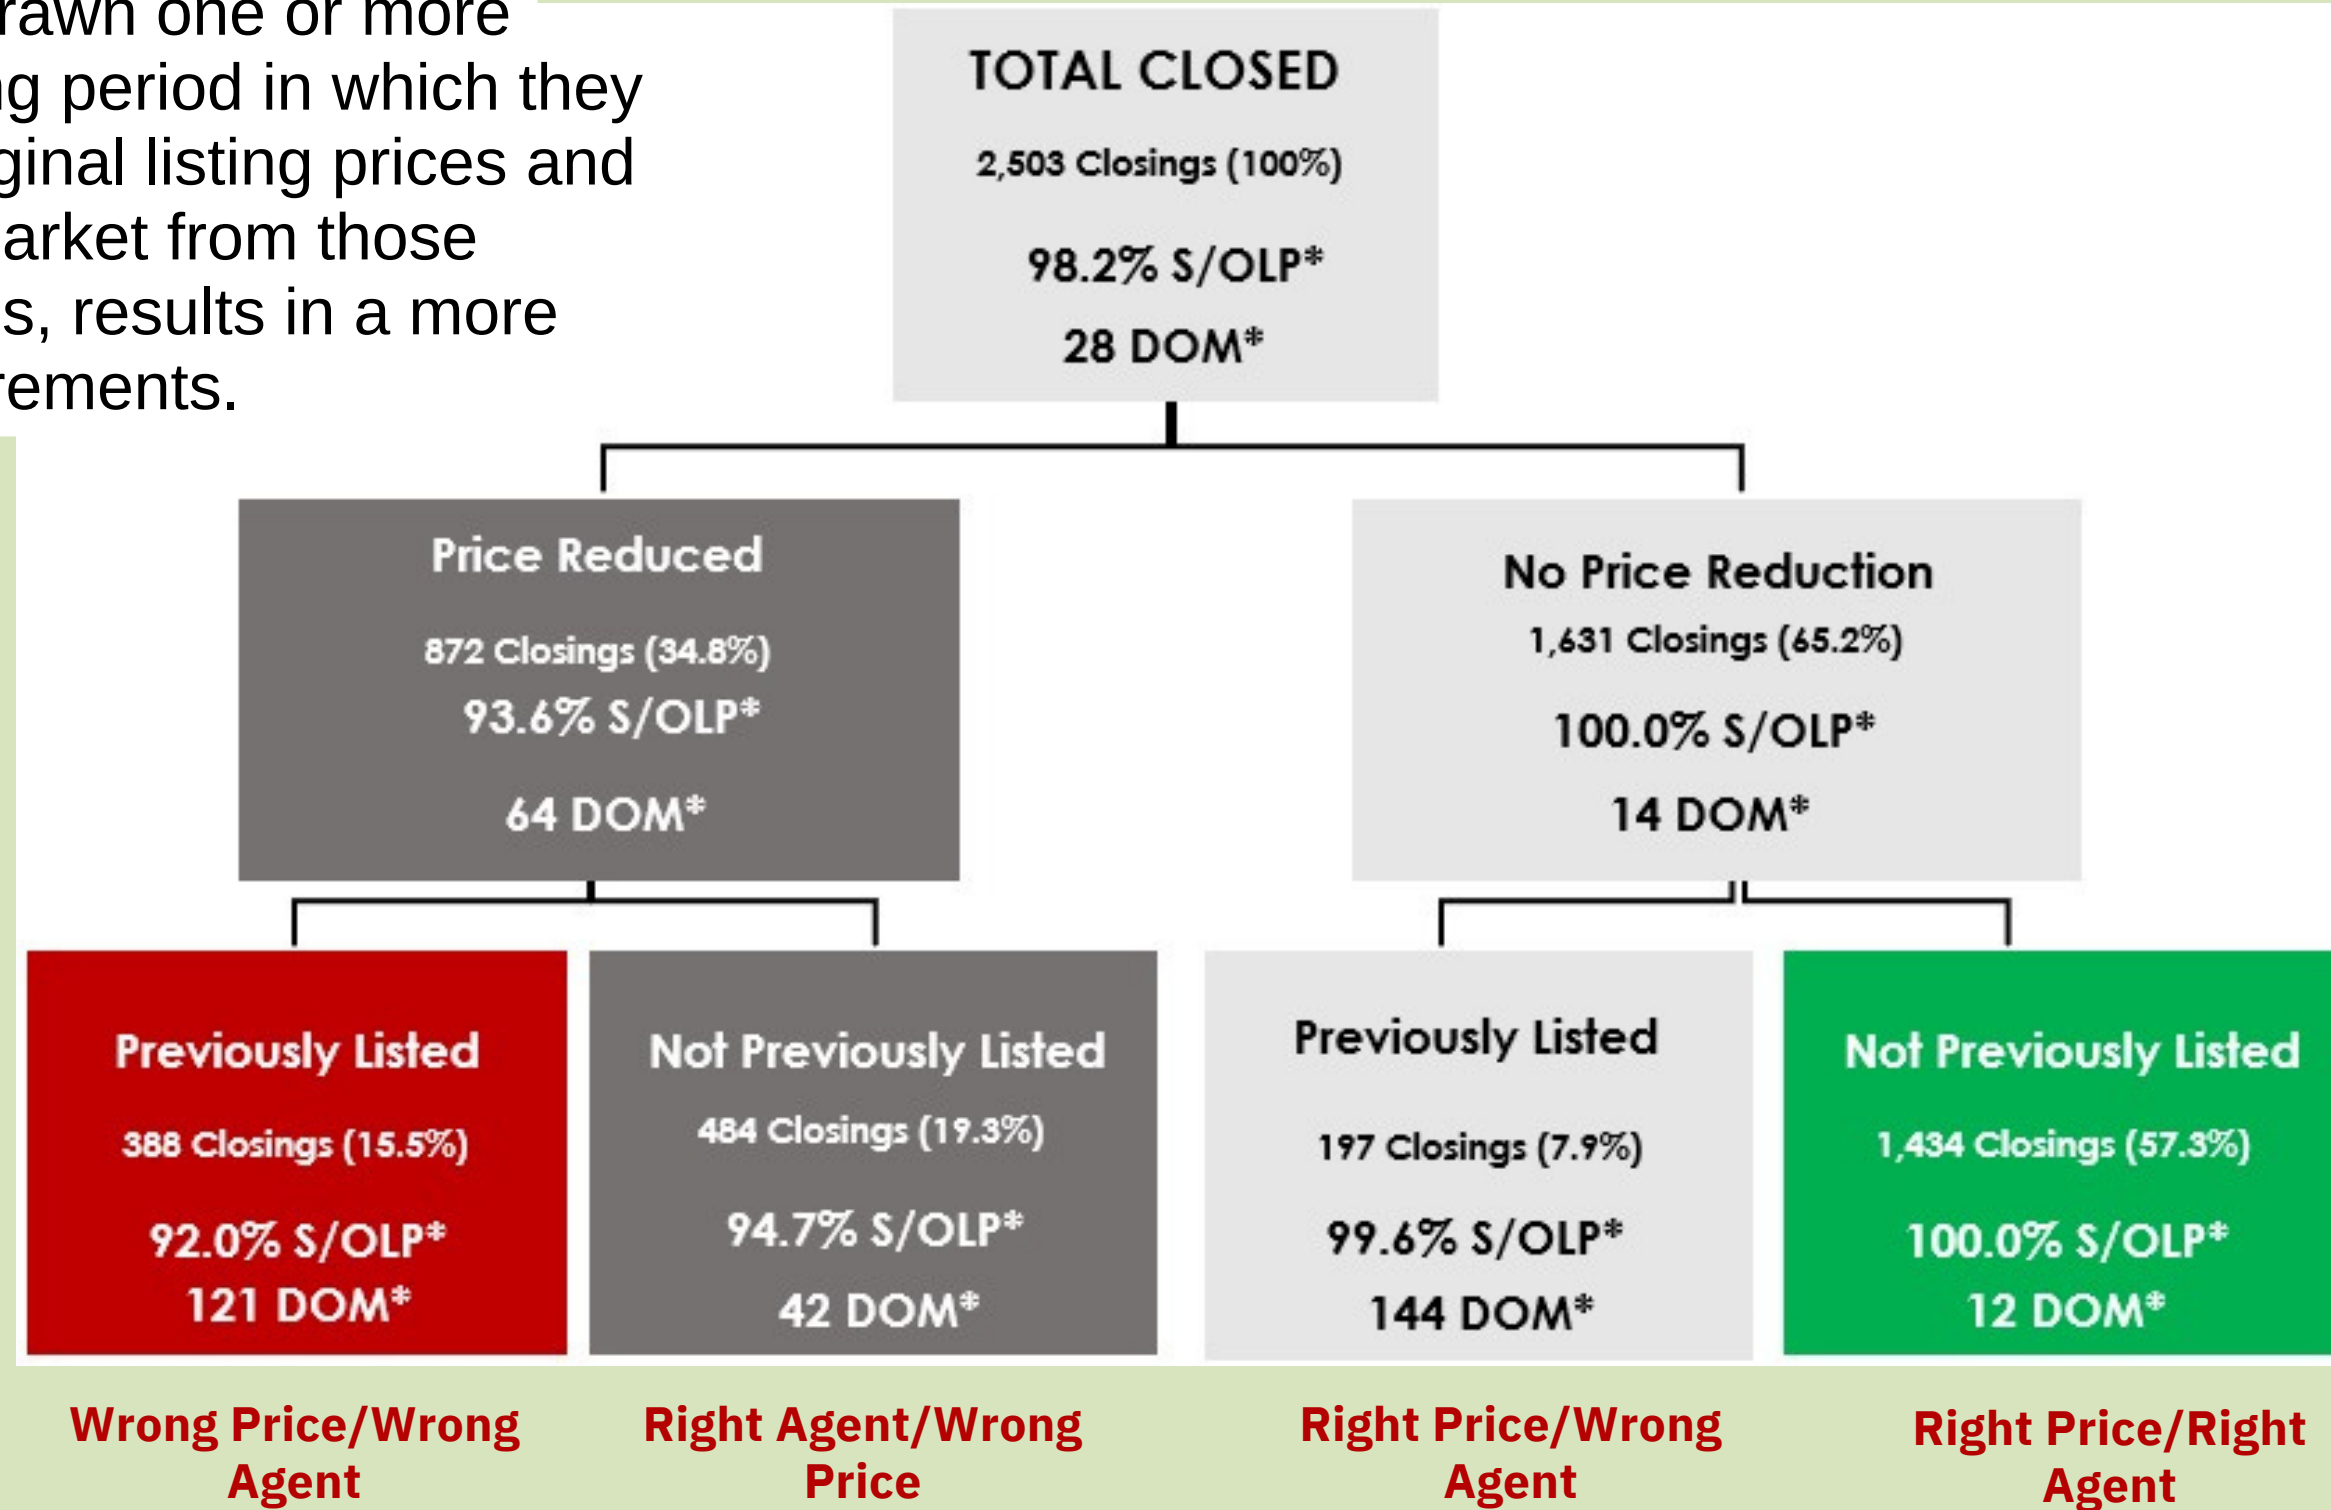 rawn one or more
ng period in which they
ginal listing prices and
arket from those
s, results in a more
rements.
TOTAL CLOSED
2,503 Closings (100%)
98.2% S/OLP*
28 DOM*
Price Reduced
872 Closings (34.8%)
93.6% S/OLP*
64 DOM*
No Price Reduction
1,631 Closings (65.2%)
100.0% S/OLP*
14 DOM*
Previously Listed
388 Closings (15.5%)
92.0% S/OLP*
121 DOM*
Not Previously Listed
484 Closings (19.3%)
94.7% S/OLP*
42 DOM*
Previously Listed
197 Closings (7.9%)
99.6% S/OLP*
144 DOM*
Not Previously Listed
1,434 Closings (57.3%)
100.0% S/OLP*
12 DOM*
Wrong Price/Wrong
Agent
Right Agent/Wrong
Price
Right Price/Wrong
Agent
Right Price/Right
Agent